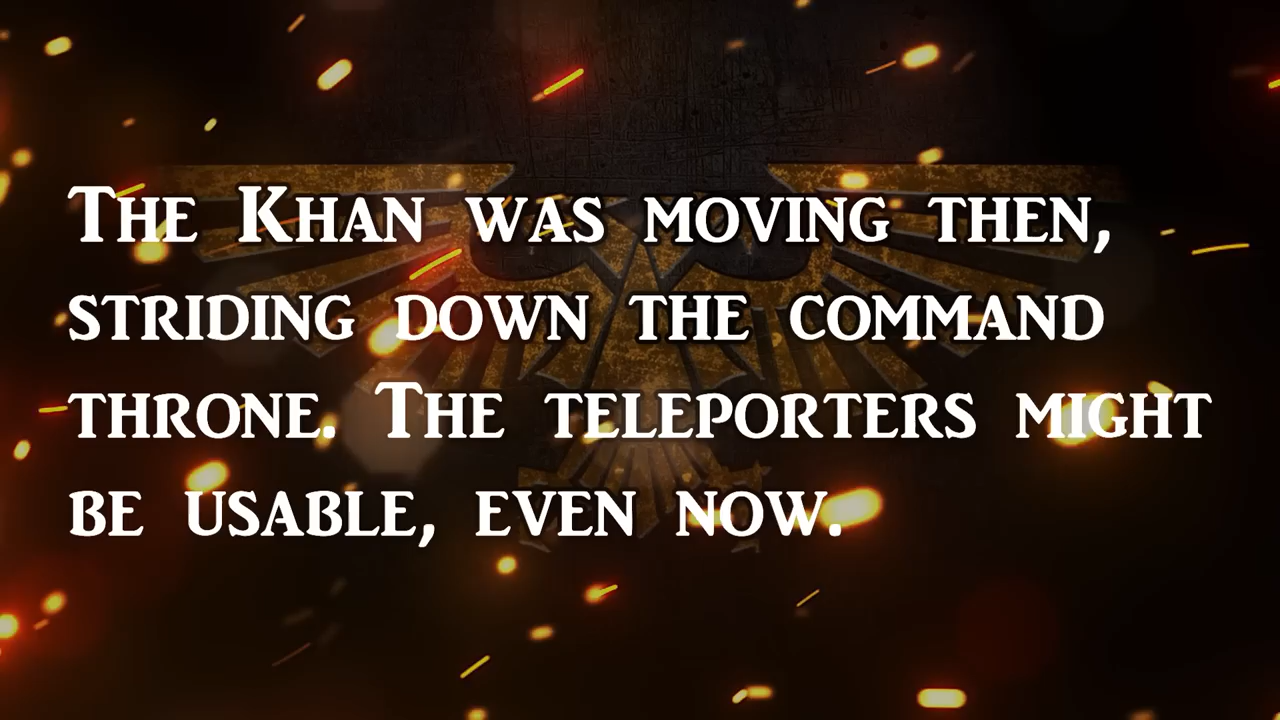 The Khan was moving then,
striding down the command
throne. The teleporters might
be usable, even now.